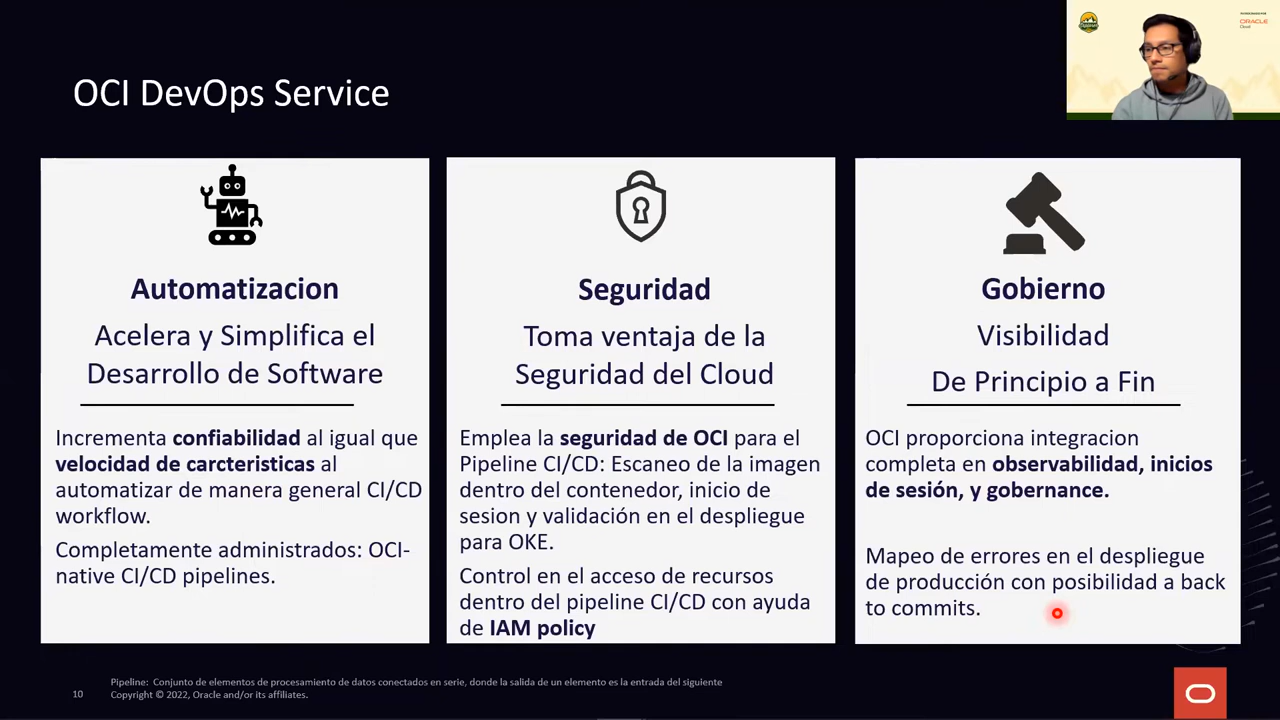 ORACLE
Cloud
OCI DevOps Service
Automatizacion
Acelera y Simplifica el
Desarrollo de Software
Incrementa confiabilidad al igual que
velocidad de carcteristicas al
automatizar de manera general CI/CD
workflow.
Completamente administrados: OCI-
native CI/CD pipelines.
Seguridad
Toma ventaja de la
Seguridad del Cloud
Emplea la seguridad de OCI para el
Pipeline CI/CD: Escaneo de la imagen
dentro del contenedor, inicio de
sesion y validación en el despliegue
para OKE.
Control en el acceso de recursos
dentro del pipeline CI/CD con ayuda
de IAM policy
Gobierno
Visibilidad
De Principio a Fin
OCI proporciona integracion
completa en observabilidad, inicios
de sesión, y gobernance.
Mapeo de errores en el despliegue
de producción con posibilidad a back
to commits.
Pipeline: Conjunto de elementos de procesamiento de datos conectados en serie, donde la salida de un elemento es la entrada del siguiente
10 Copyright © 2022, Oracle and/or its affiliates.